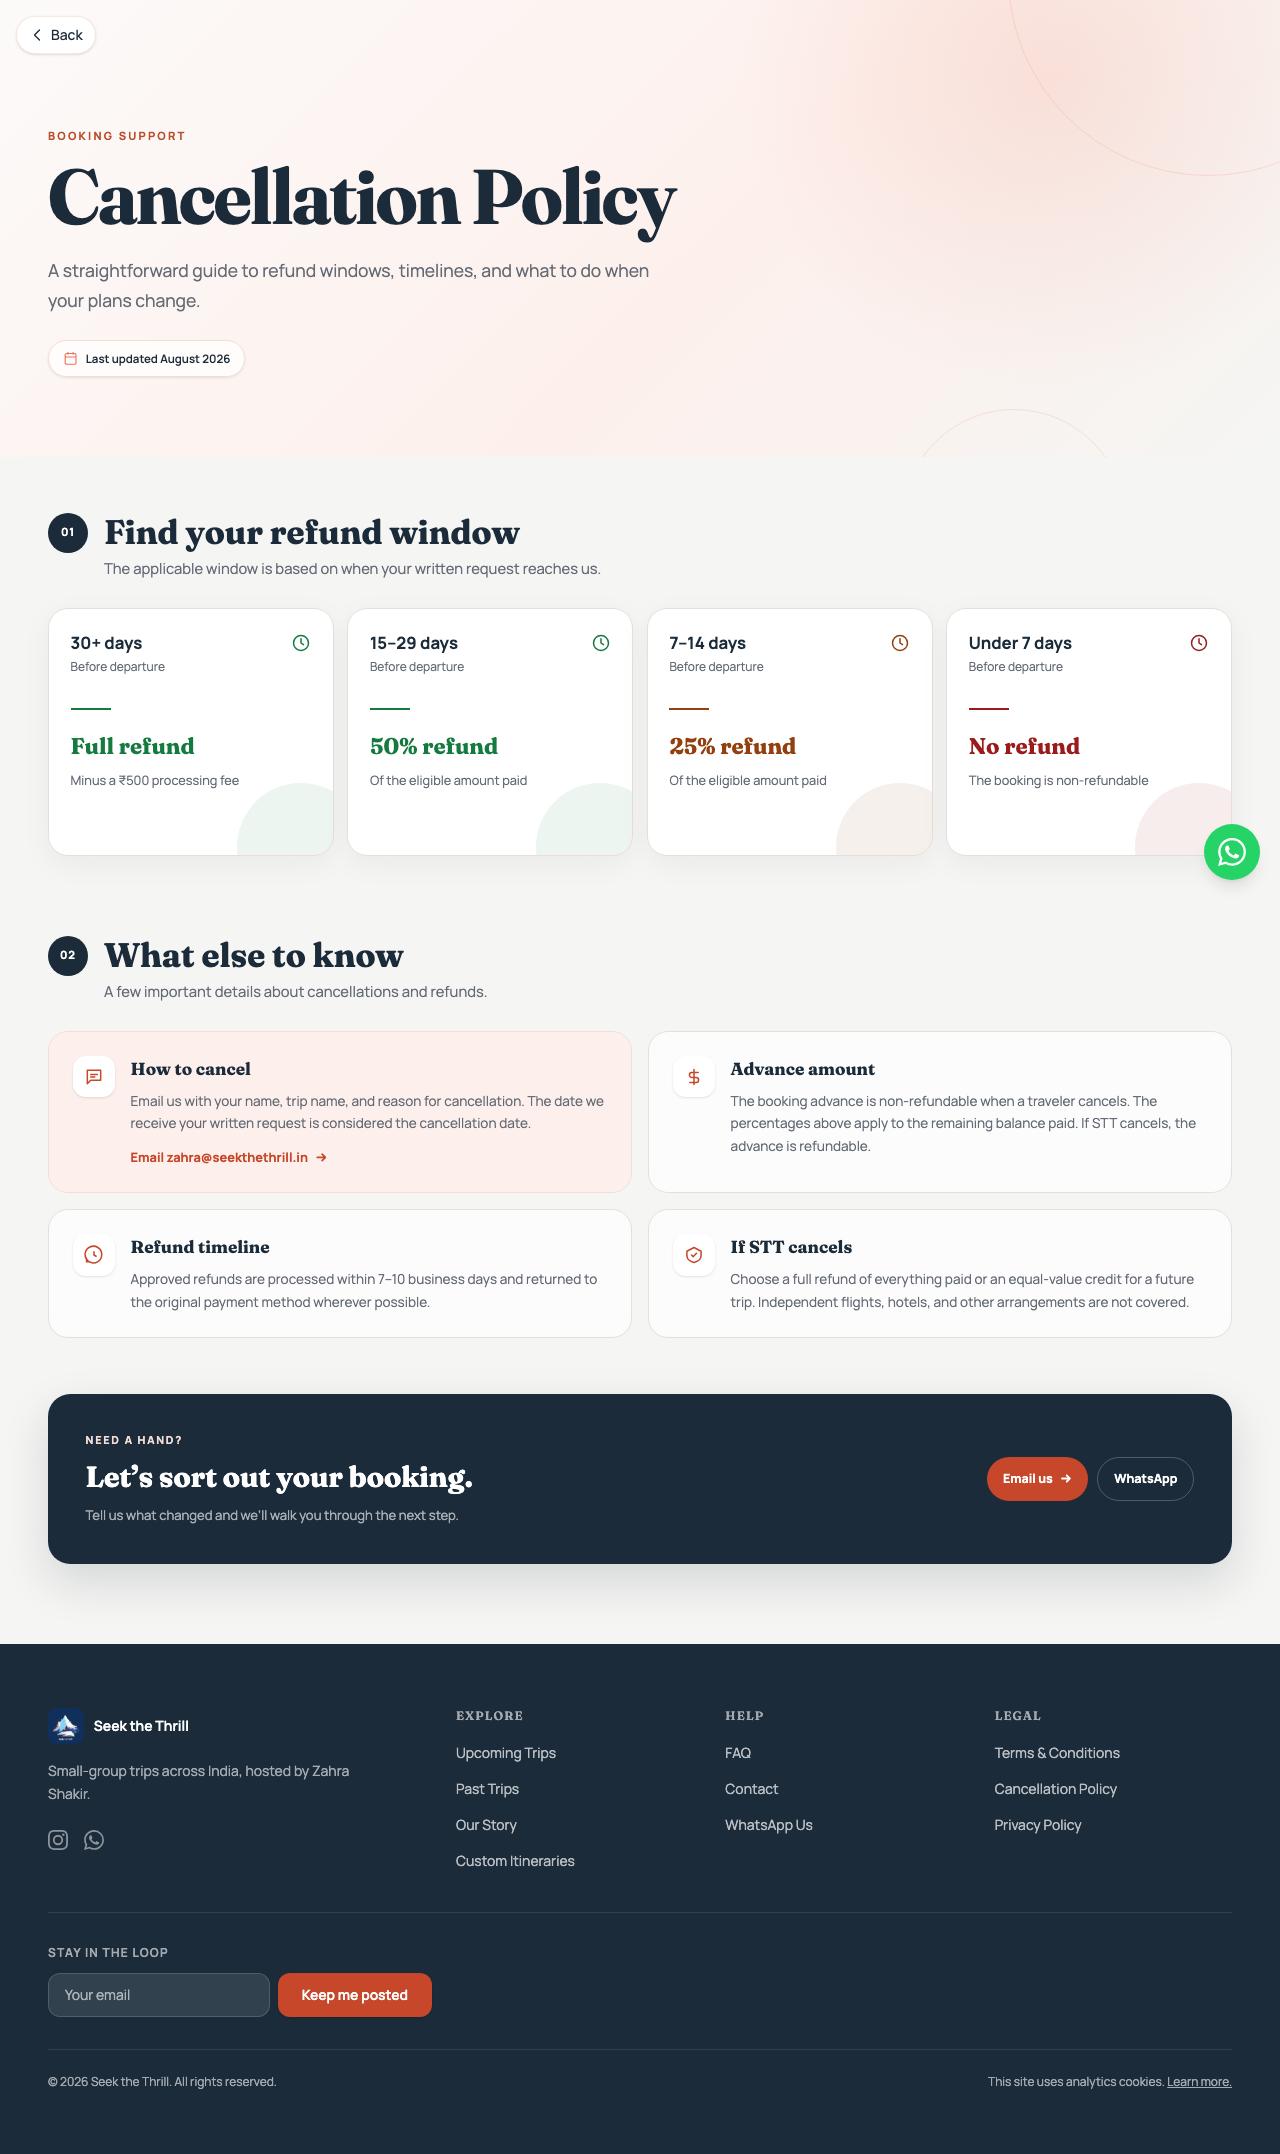 Back
BOOKING SUPPORT
Cancellation Policy
A straightforward guide to refund windows, timelines, and what to do when
your plans change.
Last updated August 2026
01
Find your refund window
The applicable window is based on when your written request reaches us.
30+ days
Before departure
Full refund
Minus a ₹500 processing fee
15–29 days
Before departure
50% refund
Of the eligible amount paid
7–14 days
Before departure
25% refund
Of the eligible amount paid
Under 7 days
Before departure
No refund
The booking is non-refundable
02
What else to know
A few important details about cancellations and refunds.
How to cancel
Email us with your name, trip name, and reason for cancellation. The date we
receive your written request is considered the cancellation date.
Email zahra@seekthethrill.in →
Advance amount
The booking advance is non-refundable when a traveler cancels. The
percentages above apply to the remaining balance paid. If STT cancels, the
advance is refundable.
Refund timeline
Approved refunds are processed within 7–10 business days and returned to
the original payment method wherever possible.
If STT cancels
Choose a full refund of everything paid or an equal-value credit for a future
trip. Independent flights, hotels, and other arrangements are not covered.
NEED A HAND?
Let’s sort out your booking.
Tell us what changed and we'll walk you through the next step.
Email us →
WhatsApp
Seek the Thrill
Small-group trips across India, hosted by Zahra
Shakir.
EXPLORE
Upcoming Trips
Past Trips
Our Story
Custom Itineraries
HELP
FAQ
Contact
WhatsApp Us
LEGAL
Terms & Conditions
Cancellation Policy
Privacy Policy
STAY IN THE LOOP
Your email
Keep me posted
© 2026 Seek the Thrill. All rights reserved.
This site uses analytics cookies. Learn more.